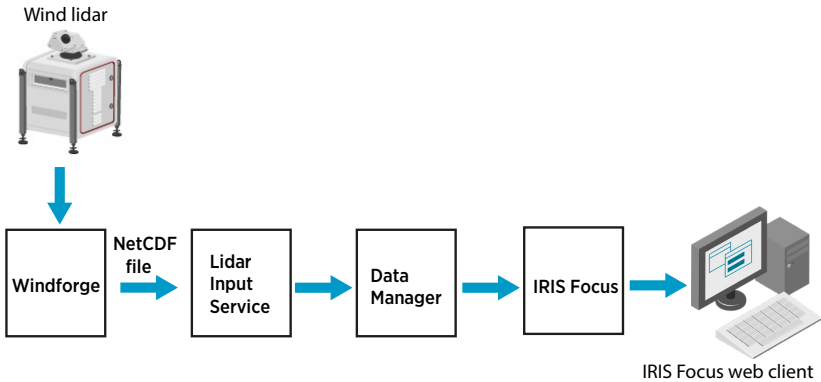 Wind lidar
Windforge
NetCDF
file
Lidar
Input
Service
Data
Manager
IRIS Focus
IRIS Focus web client